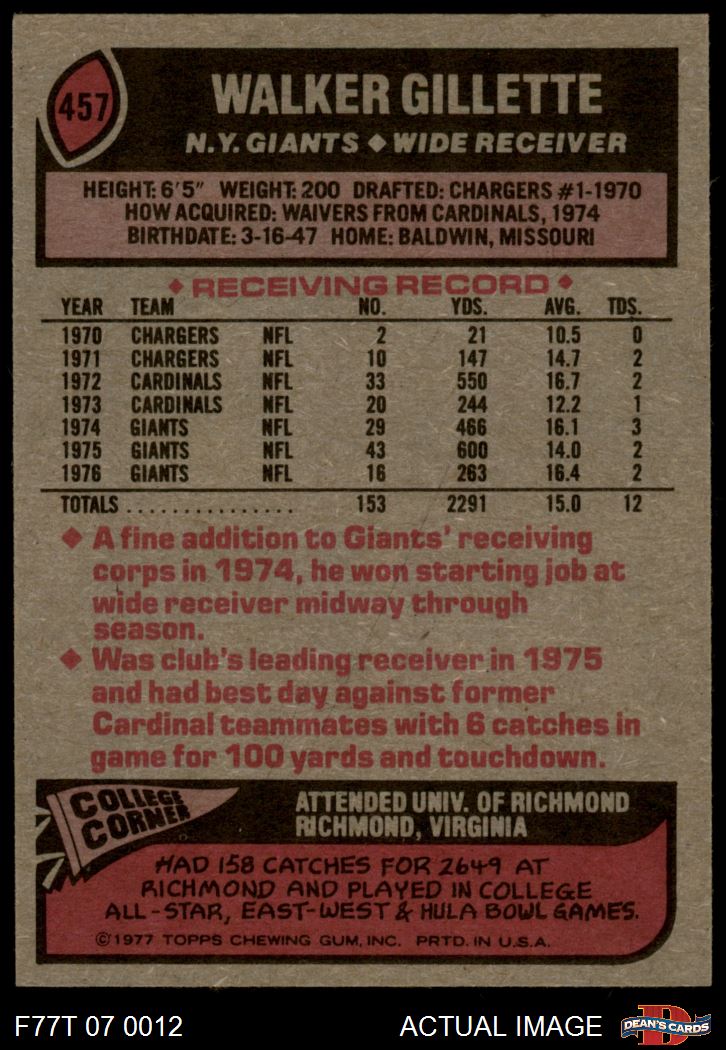 457
WALKER GILLETTE
N.Y. GIANTS ◆ WIDE RECEIVER
HEIGHT: 6'5" WEIGHT: 200 DRAFTED: CHARGERS #1-1970
HOW ACQUIRED: WAIVERS FROM CARDINALS, 1974
BIRTHDATE: 3-16-47 HOME: BALDWIN, MISSOURI
◆ RECEIVING RECORD ◆
YEAR TEAM NO. YDS. AVG. TDS.
1970 CHARGERS NFL 2 21 10.5 0
1971 CHARGERS NFL 10 147 14.7 2
1972 CARDINALS NFL 33 550 16.7 2
1973 CARDINALS NFL 20 244 12.2 1
1974 GIANTS NFL 29 466 16.1 3
1975 GIANTS NFL 43 600 14.0 2
1976 GIANTS NFL 16 263 16.4 2
TOTALS ............... 153 2291 15.0 12
◆ A fine addition to Giants' receiving
corps in 1974, he won starting job at
wide receiver midway through
season.
◆ Was club's leading receiver in 1975
and had best day against former
Cardinal teammates with 6 catches in
game for 100 yards and touchdown.
COLLEGE
CORNER
ATTENDED UNIV. OF RICHMOND
RICHMOND, VIRGINIA
HAD 158 CATCHES FOR 2649 AT
RICHMOND AND PLAYED IN COLLEGE
ALL-STAR, EAST-WEST & HULA BOWL GAMES.
©1977 TOPPS CHEWING GUM, INC. PRTD. IN U.S.A.
F77T 07 0012 ACTUAL IMAGE
D
DEAN'S CARDS